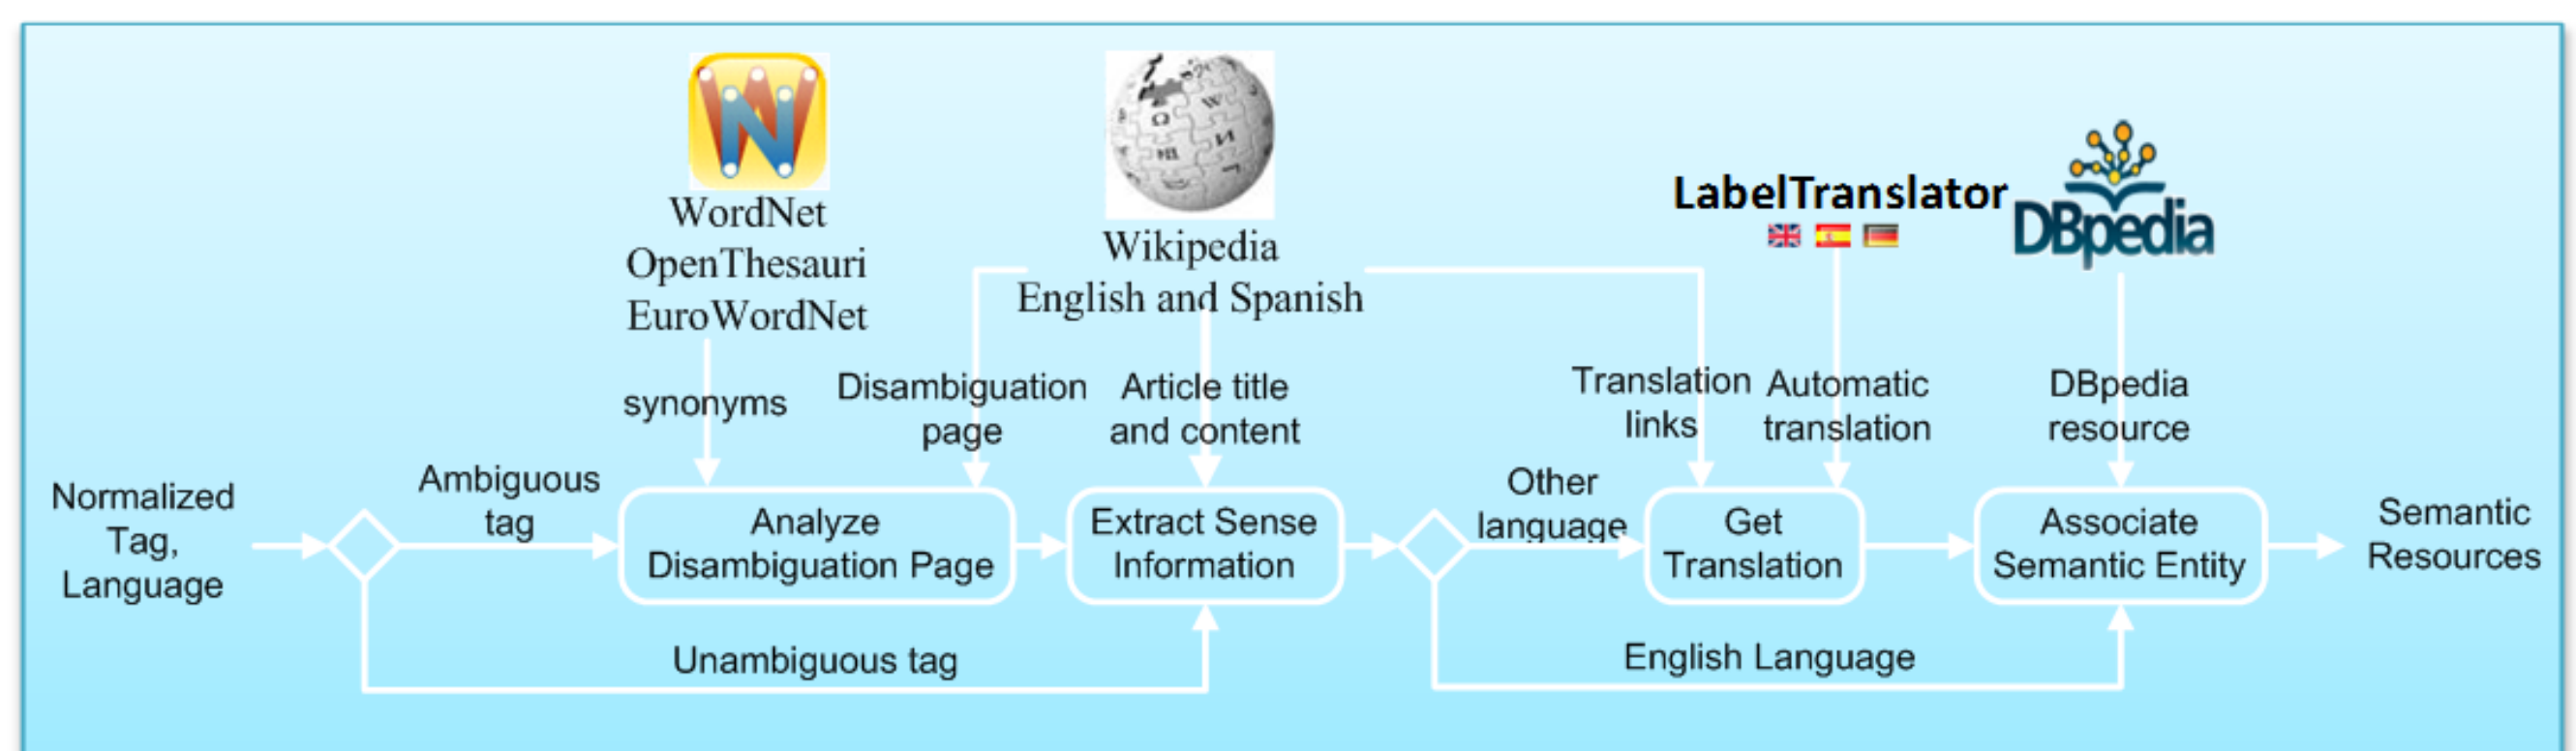 WordNet
OpenThesauri
EuroWordNet
Wikipedia
English and Spanish
LabelTranslator
DBpedia
synonyms
Disambiguation
page
Article title
and content
Translation
links
Automatic
translation
DBpedia
resource
Normalized
Tag,
Language
Ambiguous
tag
Analyze
Disambiguation Page
Extract Sense
Information
Other
language
Get
Translation
Associate
Semantic Entity
Semantic
Resources
Unambiguous tag
English Language